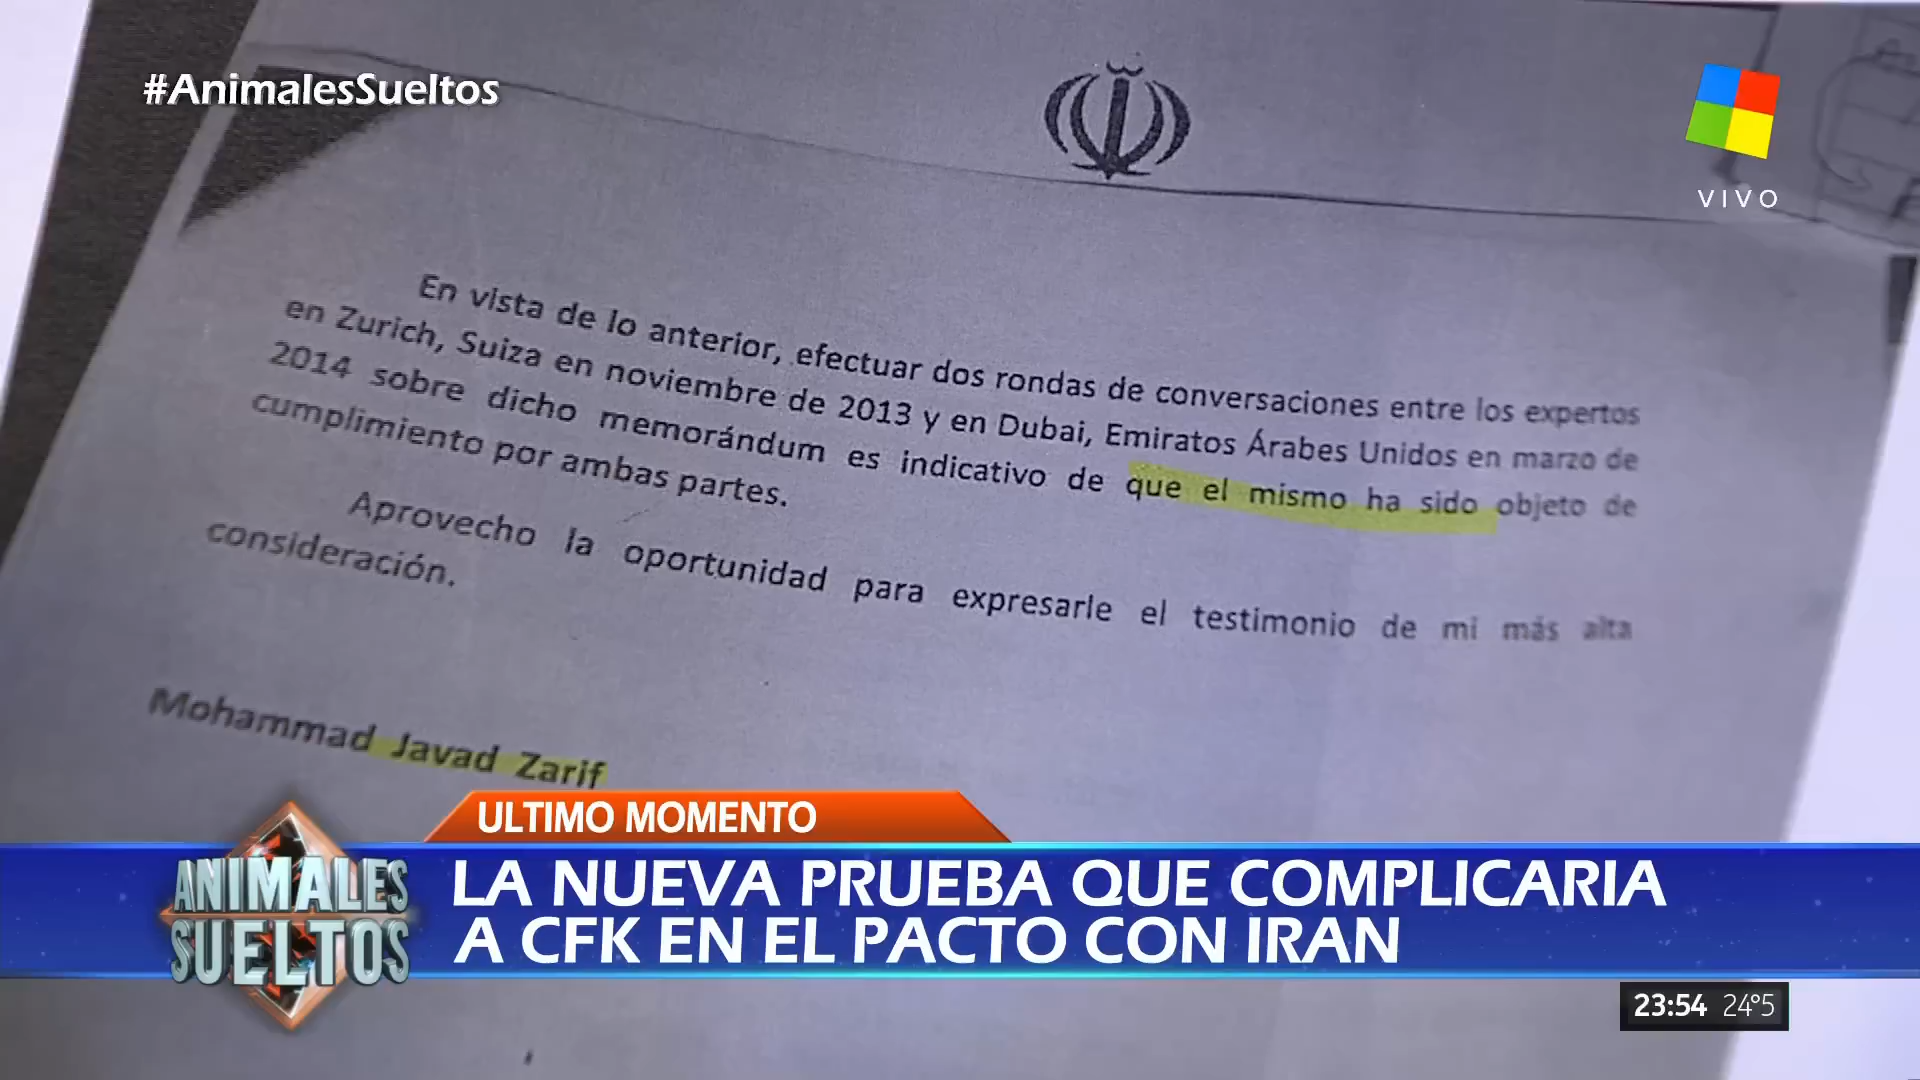 #AnimalesSueltos
VIVO
En vista de lo anterior, efectuar dos rondas de conversaciones entre los expertos
en Zurich, Suiza en noviembre de 2013 y en Dubai, Emiratos Árabes Unidos en marzo de
2014 sobre dicho memorándum es indicativo de que el mismo ha sido objeto de
cumplimiento por ambas partes.
Aprovecho la oportunidad para expresarle el testimonio de mi más alta
consideración.
Mohammad Javad Zarif
ULTIMO MOMENTO
ANIMALES
SUELTOS
LA NUEVA PRUEBA QUE COMPLICARIA
A CFK EN EL PACTO CON IRAN
23:54 24°5